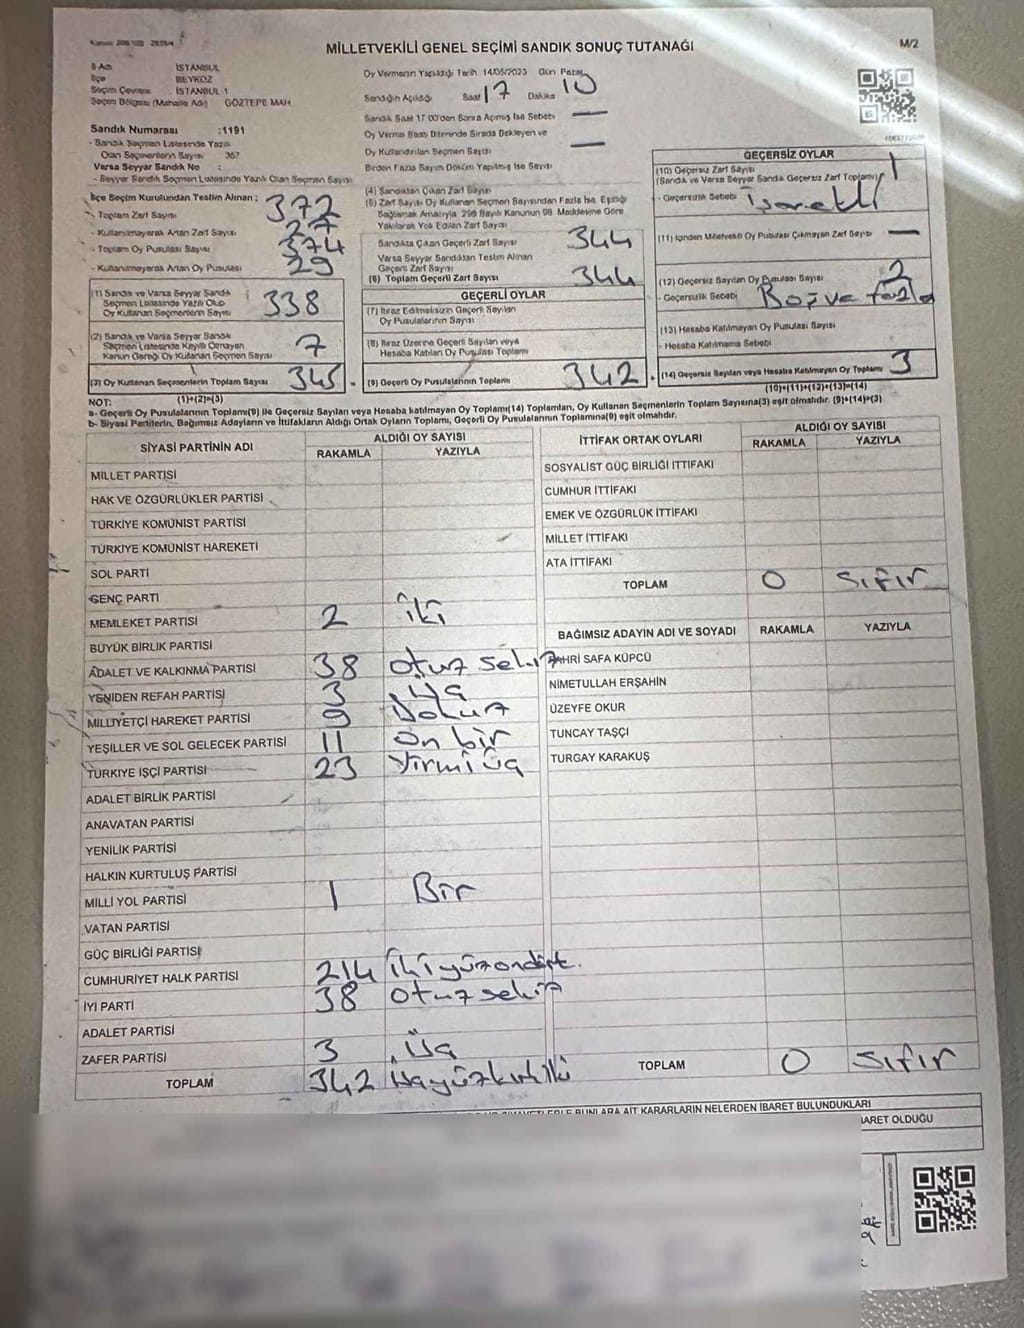 MİLLETVEKİLİ GENEL SEÇİMİ SANDIK SONUÇ TUTANAĞI
M/2
İl Adı İSTANBUL
İlçe BEYKOZ
Seçim Çevresi İSTANBUL-1
Seçim Bölgesi (Mahalle Adı) GÖZTEPE MAH
Oy Vermenin Yapıldığı Tarih 14/05/2023 Gün Pazar
Sandığın Açıldığı Saat 17 Dakika 10
Sandık Saat 17:00'den Sonra Açılmış İse Sebebi —
Oy Verme Saati Bitiminde Sırada Bekleyen ve
Oy Kullandırılan Seçmen Sayısı —
Birden Fazla Sayım Dökümü Yapılmış İse Sayısı
Sandık Numarası :1191
- Sandık Seçmen Listesinde Yazılı
Olan Seçmenlerin Sayısı 367
Varsa Seyyar Sandık No :
- Seyyar Sandık Seçmen Listesinde Yazılı Olan Seçmen Sayısı
İlçe Seçim Kurulundan Teslim Alınan :
- Toplam Zarf Sayısı 372
- Kullanılmayarak Artan Zarf Sayısı 27
- Toplam Oy Pusulası Sayısı 374
- Kullanılmayarak Artan Oy Pusulası 29
(1) Sandık ve Varsa Seyyar Sandık
Seçmen Listesinde Yazılı Olup
Oy Kullanan Seçmenlerin Sayısı 338
(2) Sandık ve Varsa Seyyar Sandık
Seçmen Listesinde Kayıtlı Olmayan
Kanun Gereği Oy Kullanan Seçmen Sayısı 7
(3) Oy Kullanan Seçmenlerin Toplam Sayısı 345 =
(1)+(2)=(3)
(4) Sandıktan Çıkan Zarf Sayısı
(5) Zarf Sayısı Oy Kullanan Seçmen Sayısından Fazla İse, Eşitliği
Sağlamak Amacıyla 298 Sayılı Kanunun 98. Maddesine Göre
Yakılarak Yok Edilen Zarf Sayısı
Sandıkta Çıkan Geçerli Zarf Sayısı 344
Varsa Seyyar Sandıktan Teslim Alınan
Geçerli Zarf Sayısı
(6) Toplam Geçerli Zarf Sayısı 344
GEÇERLİ OYLAR
(7) İtiraz Edilmeksizin Geçerli Sayılan
Oy Pusulalarının Sayısı
(8) İtiraz Üzerine Geçerli Sayılan veya
Hesaba Katılan Oy Pusulası Toplamı
(9) Geçerli Oy Pusulalarının Toplamı 342 +
GEÇERSİZ OYLAR
(10) Geçersiz Zarf Sayısı
(Sandık ve Varsa Seyyar Sandık Geçersiz Zarf Toplamı) 1
- Geçersizlik Sebebi İşaretli
(11) İçinden Milletvekili Oy Pusulası Çıkmayan Zarf Sayısı —
(12) Geçersiz Sayılan Oy Pusulası Sayısı 2
- Geçersizlik Sebebi Boş ve fazla
(13) Hesaba Katılmayan Oy Pusulası Sayısı
- Hesaba Katılmama Sebebi
(14) Geçersiz Sayılan veya Hesaba Katılmayan Oy Toplamı 3
(10)+(11)+(12)+(13)=(14)
NOT:
a- Geçerli Oy Pusulalarının Toplamı(9) ile Geçersiz Sayılan veya Hesaba katılmayan Oy Toplamı(14) Toplamları, Oy Kullanan Seçmenlerin Toplam Sayısına(3) eşit olmalıdır. (9)+(14)=(3)
b- Siyasi Partilerin, Bağımsız Adayların ve İttifakların Aldığı Ortak Oyların Toplamı, Geçerli Oy Pusulalarının Toplamına(9) eşit olmalıdır.
SİYASİ PARTİNİN ADI
ALDIĞI OY SAYISI
RAKAMLA YAZIYLA
MİLLET PARTİSİ
HAK VE ÖZGÜRLÜKLER PARTİSİ
TÜRKİYE KOMÜNİST PARTİSİ
TÜRKİYE KOMÜNİST HAREKETİ
SOL PARTİ
GENÇ PARTİ
MEMLEKET PARTİSİ 2 iki
BÜYÜK BİRLİK PARTİSİ
ADALET VE KALKINMA PARTİSİ 38 otuz sekiz
YENİDEN REFAH PARTİSİ 3 üç
MİLLİYETÇİ HAREKET PARTİSİ 9 Dokuz
YEŞİLLER VE SOL GELECEK PARTİSİ 11 on bir
TÜRKİYE İŞÇİ PARTİSİ 23 Yirmi üç
ADALET BİRLİK PARTİSİ
ANAVATAN PARTİSİ
YENİLİK PARTİSİ
HALKIN KURTULUŞ PARTİSİ
MİLLİ YOL PARTİSİ 1 Bir
VATAN PARTİSİ
GÜÇ BİRLİĞİ PARTİSİ
CUMHURİYET HALK PARTİSİ 214 iki yüz on dört.
İYİ PARTİ 38 otuz sekiz
ADALET PARTİSİ
ZAFER PARTİSİ 3 üç
TOPLAM 342 üçyüzkırkiki
İTTİFAK ORTAK OYLARI
ALDIĞI OY SAYISI
RAKAMLA YAZIYLA
SOSYALİST GÜÇ BİRLİĞİ İTTİFAKI
CUMHUR İTTİFAKI
EMEK VE ÖZGÜRLÜK İTTİFAKI
MİLLET İTTİFAKI
ATA İTTİFAKI
TOPLAM 0 sıfır
BAĞIMSIZ ADAYIN ADI VE SOYADI RAKAMLA YAZIYLA
FAHRİ SAFA KÜPCÜ
NİMETULLAH ERŞAHİN
ÜZEYFE OKUR
TUNCAY TAŞÇI
TURGAY KARAKUŞ
TOPLAM 0 sıfır
BUNLARA AİT KARARLARIN NELERDEN İBARET BULUNDUKLARI
BARET OLDUĞU